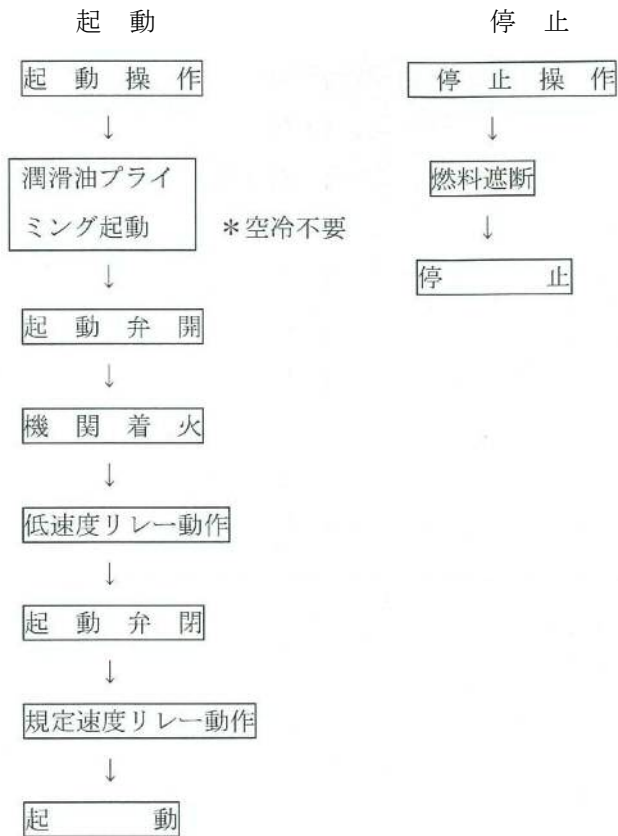 起動
起動操作
↓
潤滑油プライ
ミング起動
＊空冷不要
↓
起動弁開
↓
機関着火
↓
低速度リレー動作
↓
起動弁閉
↓
規定速度リレー動作
↓
起動
停止
停止操作
↓
燃料遮断
↓
停止